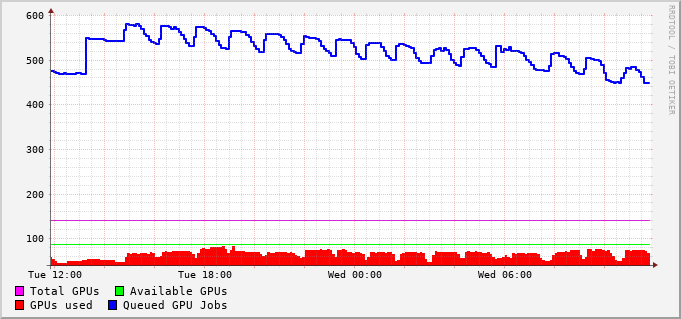 600
500
400
300
200
100
Tue 12:00 Tue 18:00 Wed 00:00 Wed 06:00
Total GPUs Available GPUs
GPUs used Queued GPU Jobs
RRDTOOL / TOBI OETIKER